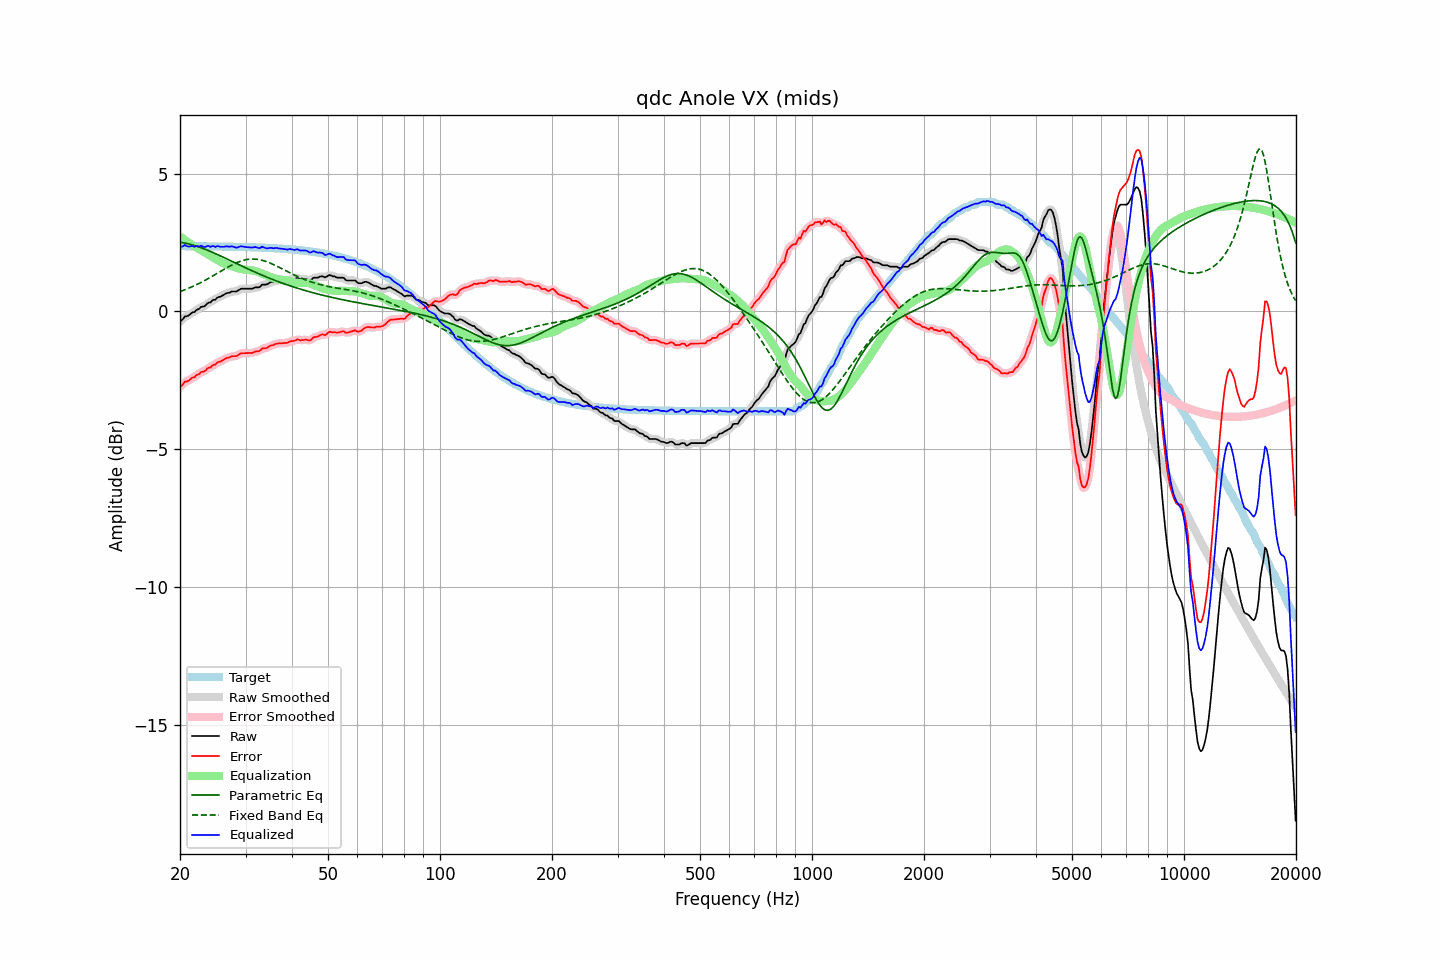 qdc Anole VX (mids)
Amplitude (dBr)
5
0
−5
−10
−15
Target
Raw Smoothed
Error Smoothed
Raw
Error
Equalization
Parametric Eq
Fixed Band Eq
Equalized
20 50 100 200 500 1000 2000 5000 10000 20000
Frequency (Hz)